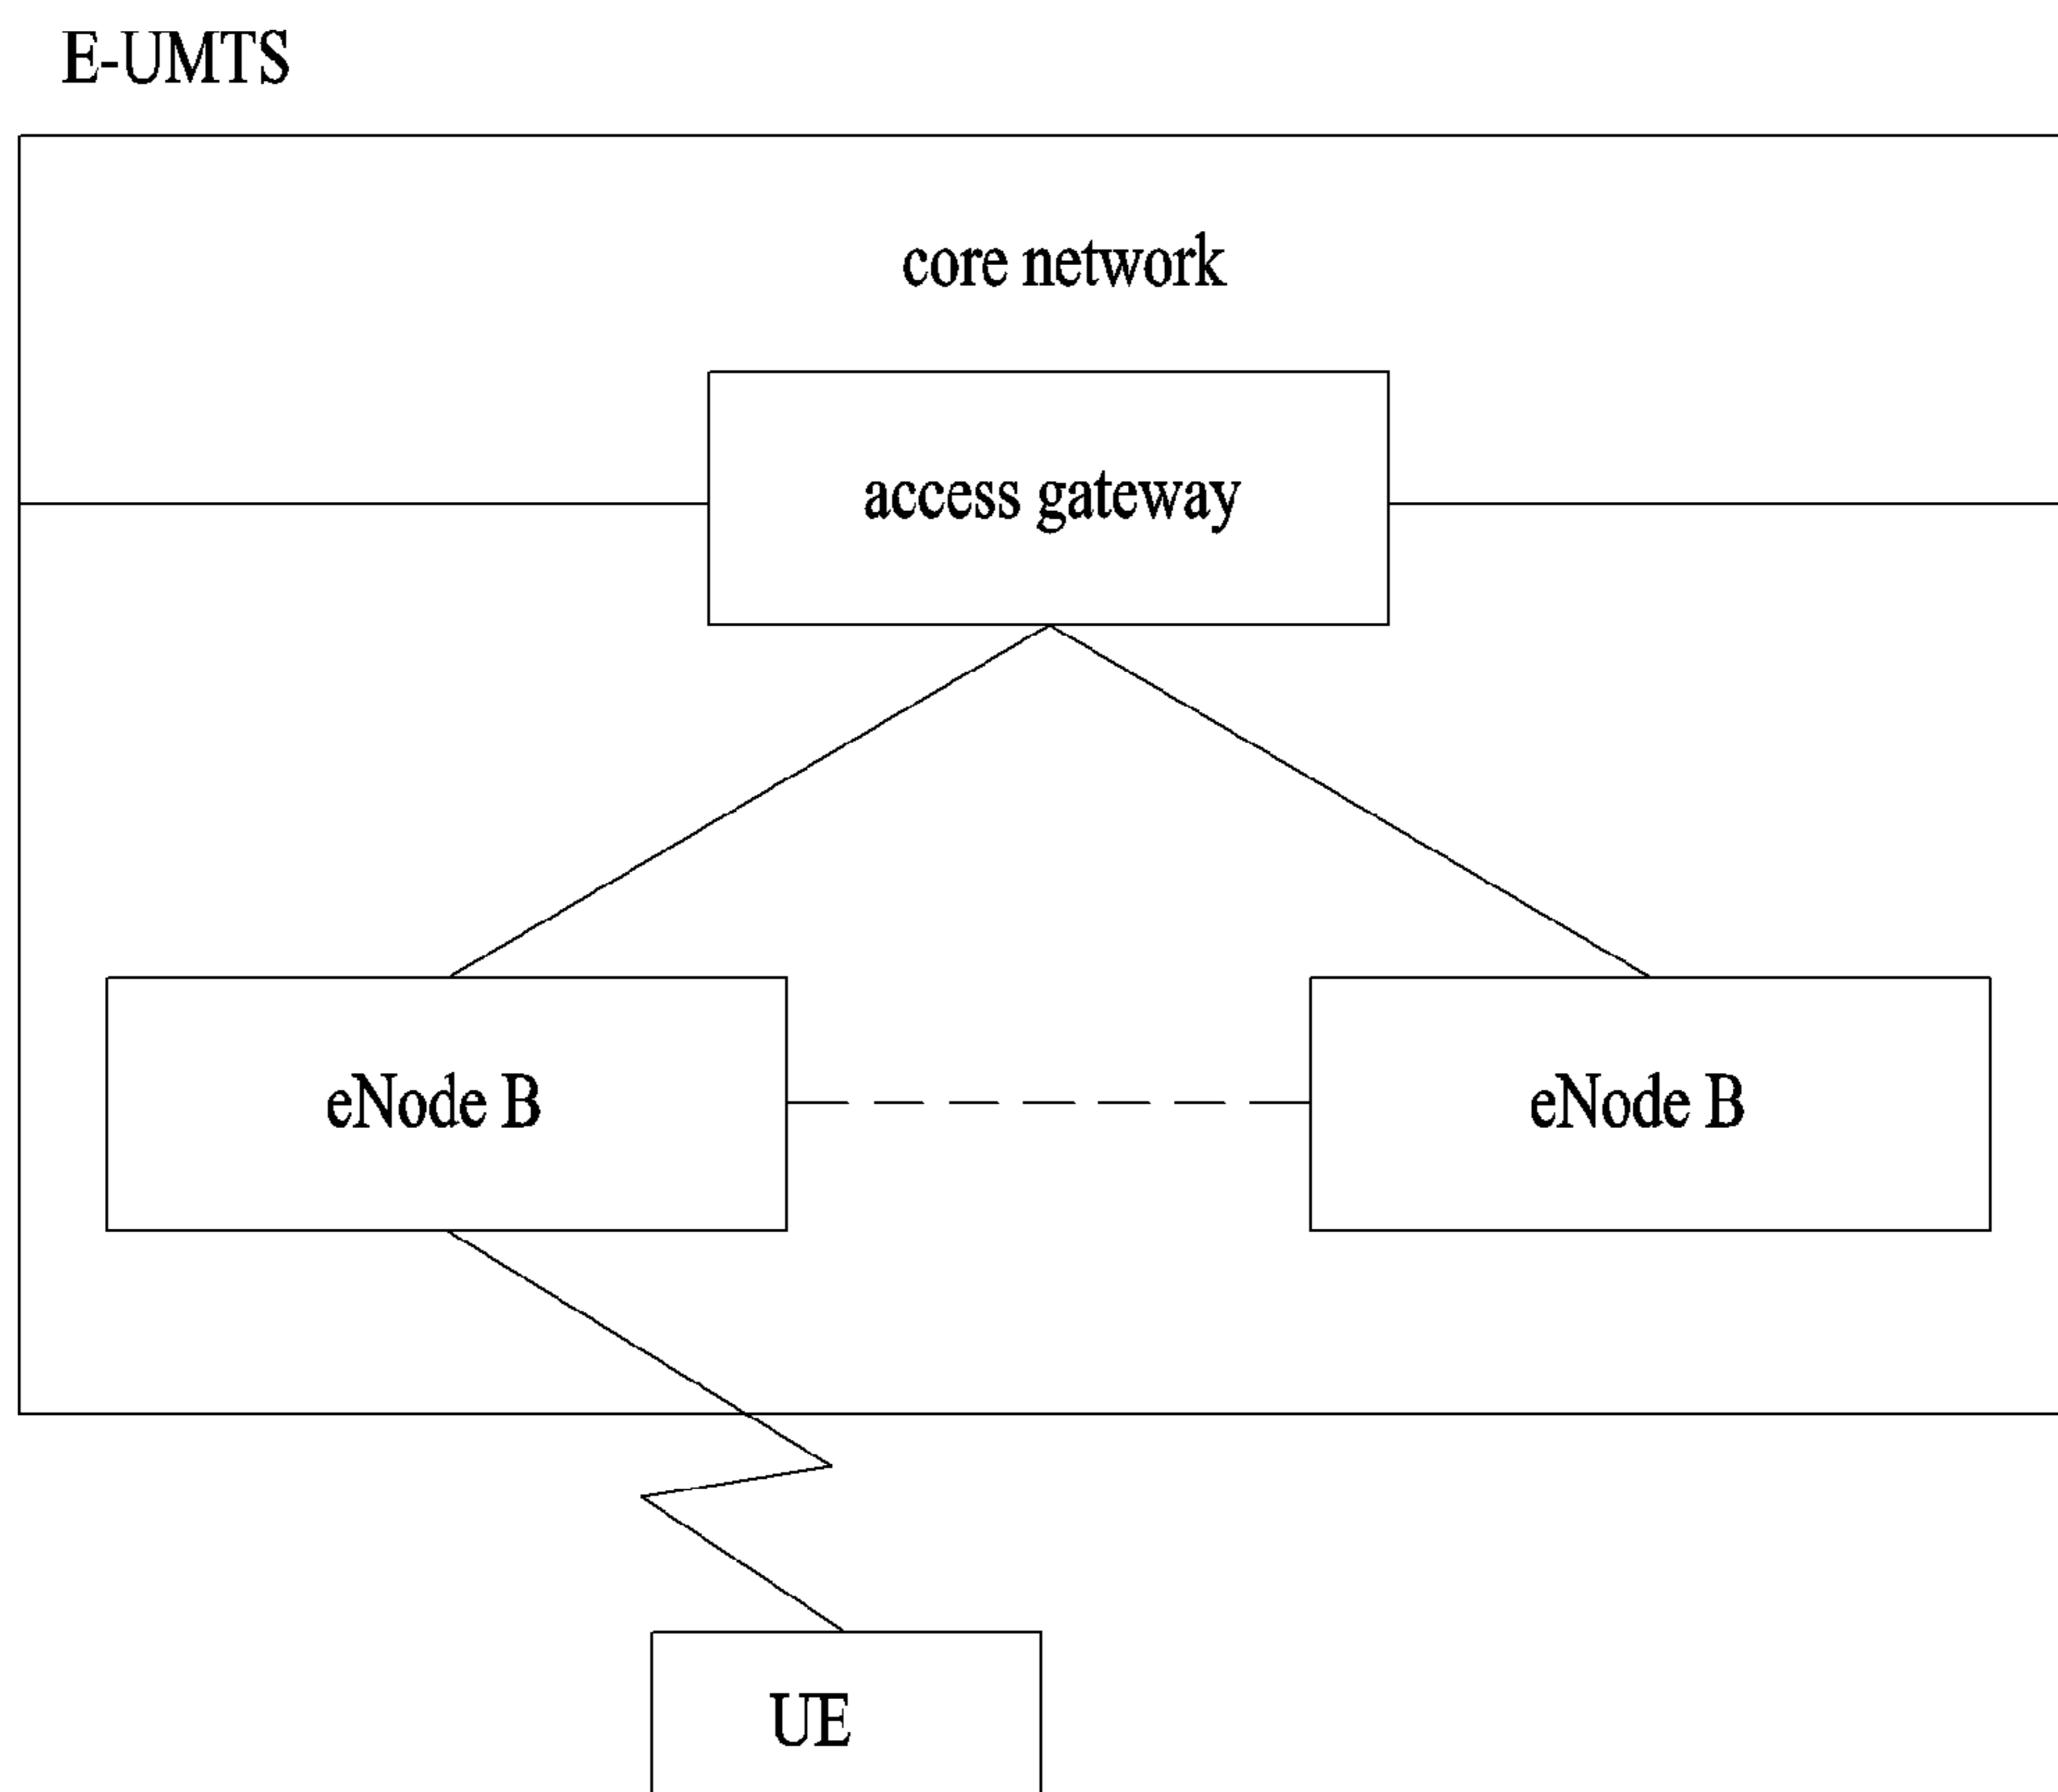 E-UMTS
core network
access gateway
eNode B
eNode B
UE